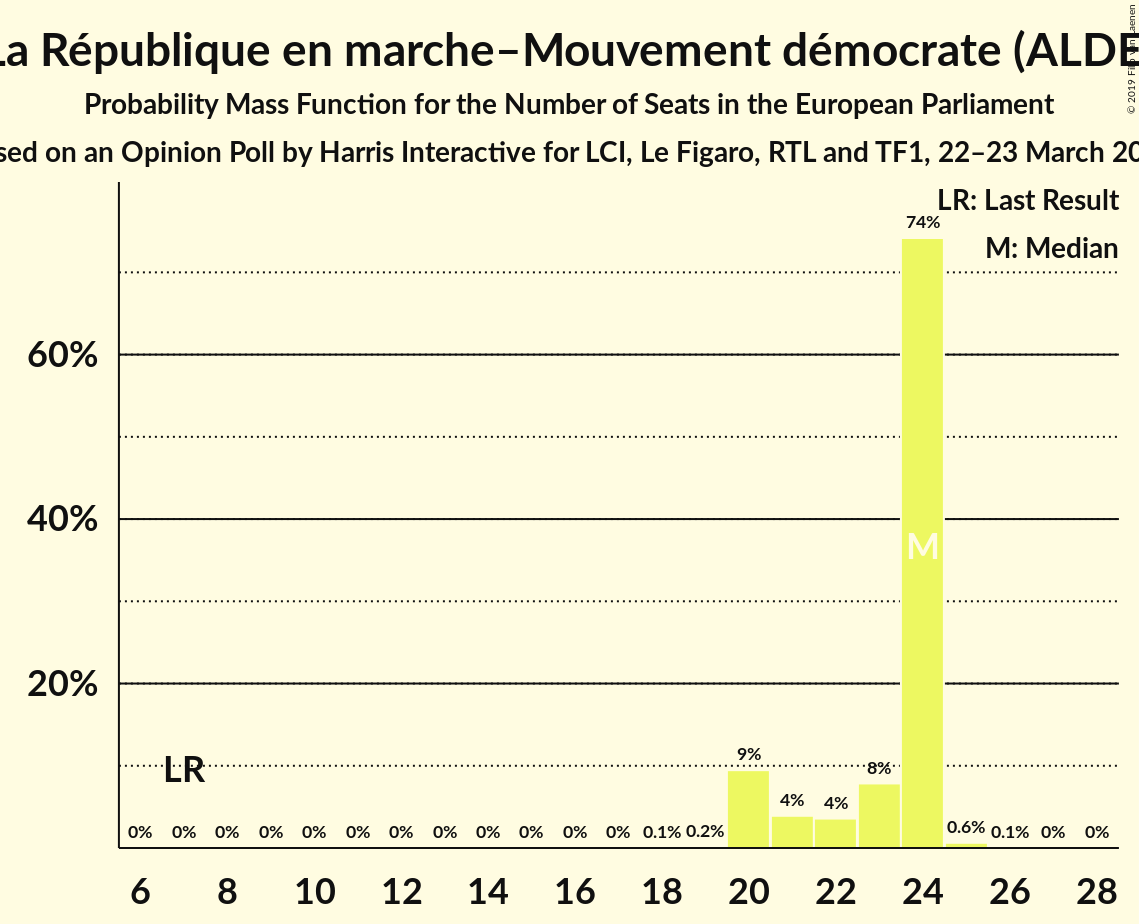 La République en marche–Mouvement démocrate (ALDE
Probability Mass Function for the Number of Seats in the European Parliament
sed on an Opinion Poll by Harris Interactive for LCI, Le Figaro, RTL and TF1, 22–23 March 20
© 2019
LR: Last Result
M: Median
74%
60%
40%
M
20%
LR
9%
8%
4%
4%
0% 0% 0% 0% 0% 0% 0% 0% 0% 0% 0% 0% 0.1% 0.2% 0.6% 0.1% 0% 0%
6 8 10 12 14 16 18 20 22 24 26 28